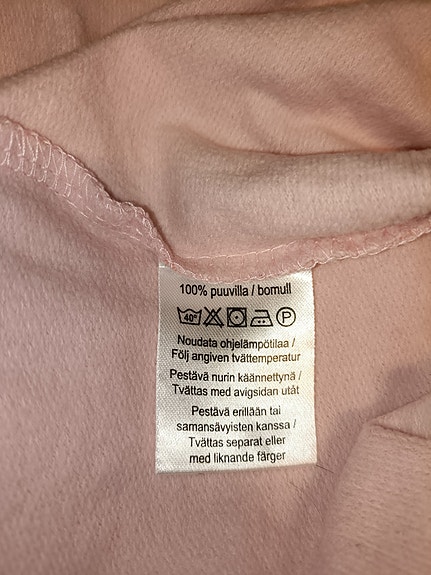 100% puuvilla / bomull
40° P
Noudata ohjelämpötilaa /
Följ angiven tvättemperatur
Pestävä nurin käännettynä /
Tvättas med avigsidan utåt
Pestävä erillään tai
samansävyisten kanssa /
Tvättas separat eller
med liknande färger